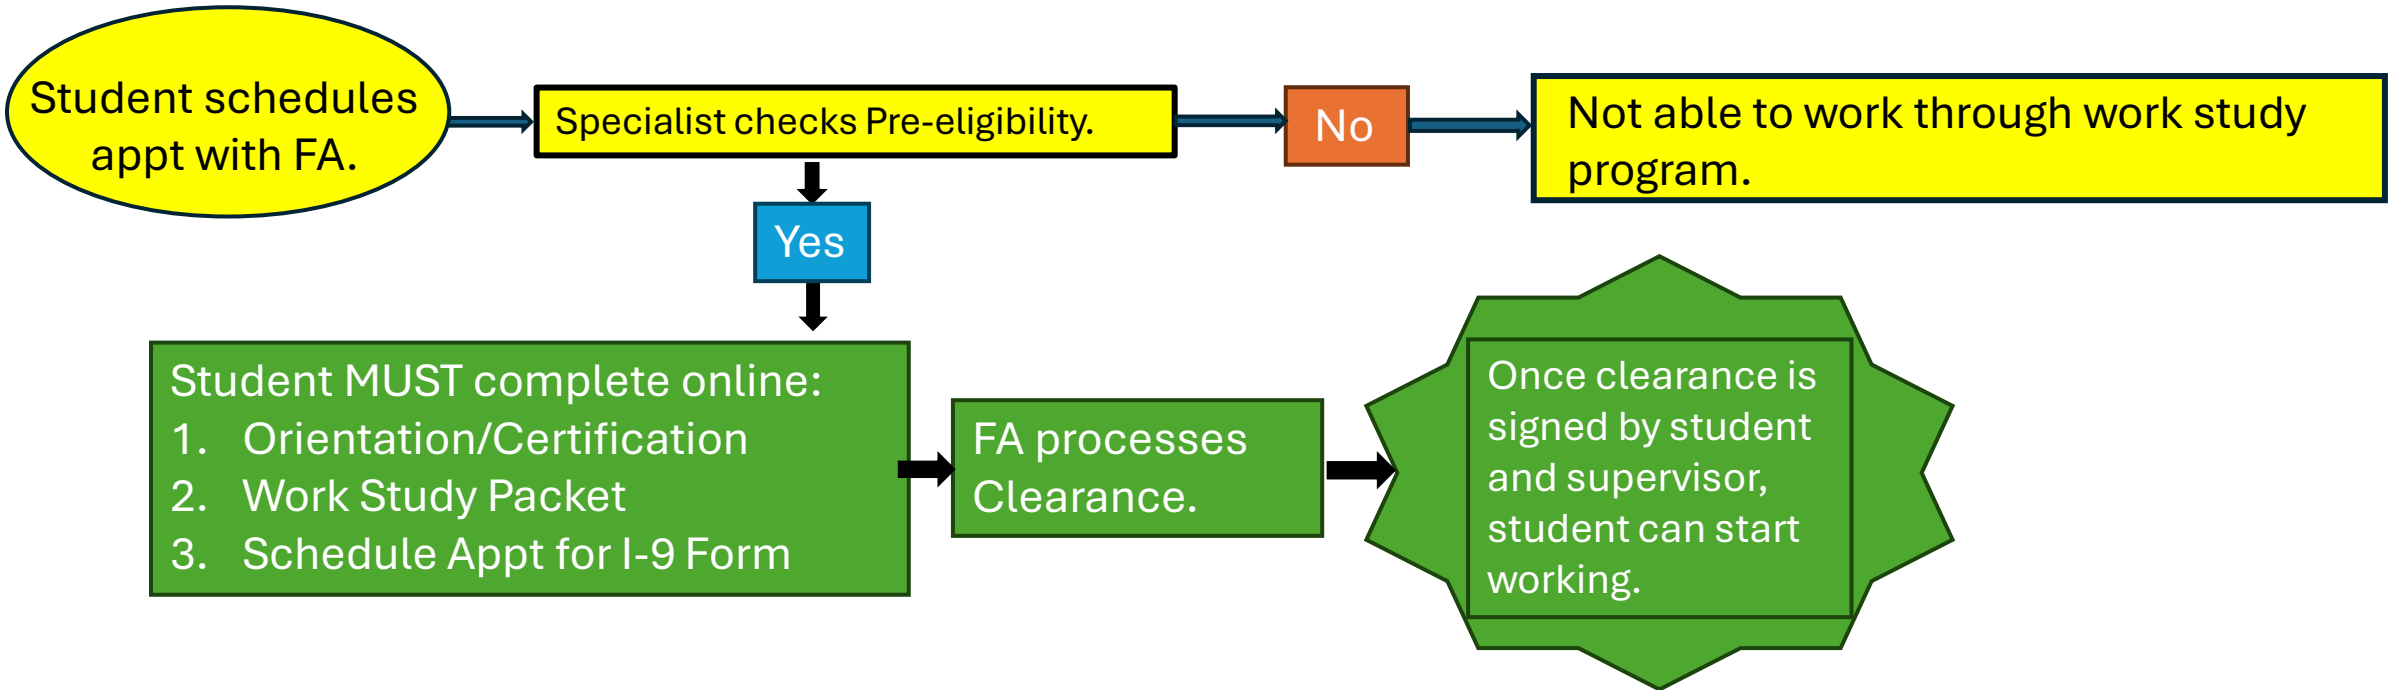 Student schedules
appt with FA.
Specialist checks Pre-eligibility.
No
Not able to work through work study
program.
Yes
Student MUST complete online:
1. Orientation/Certification
2. Work Study Packet
3. Schedule Appt for I-9 Form
FA processes
Clearance.
Once clearance is
signed by student
and supervisor,
student can start
working.